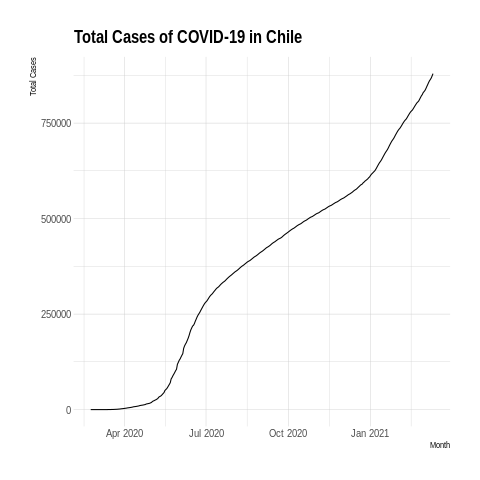 Total Cases of COVID-19 in Chile
Total Cases
750000
500000
250000
0
Apr 2020 Jul 2020 Oct 2020 Jan 2021
Month